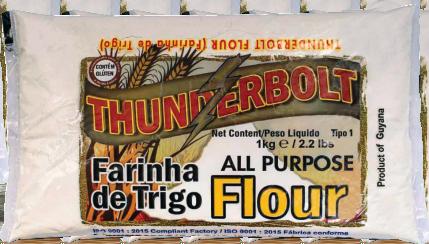 THUNDERBOLT FLOUR (Farinha de Trigo)
CONTÉM
GLÚTEN
THUNDERBOLT
Net Content/Peso Liquido Tipo 1
1kg e / 2.2 lbs
Farinha
de Trigo
ALL PURPOSE
Flour
Product of Guyana
ISO 9001 : 2015 Compliant Factory / ISO 9001 : 2015 Fábrica conforme